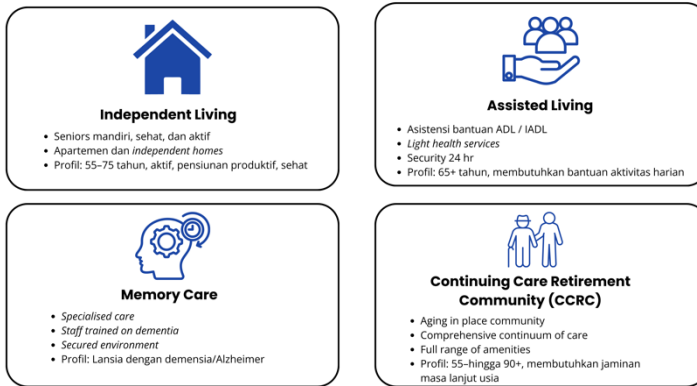 Independent Living
• Seniors mandiri, sehat, dan aktif
• Apartemen dan independent homes
• Profil: 55–75 tahun, aktif, pensiunan produktif, sehat
Assisted Living
• Asistensi bantuan ADL / IADL
• Light health services
• Security 24 hr
• Profil: 65+ tahun, membutuhkan bantuan aktivitas harian
Memory Care
• Specialised care
• Staff trained on dementia
• Secured environment
• Profil: Lansia dengan demensia/Alzheimer
Continuing Care Retirement
Community (CCRC)
• Aging in place community
• Comprehensive continuum of care
• Full range of amenities
• Profil: 55–hingga 90+, membutuhkan jaminan
masa lanjut usia